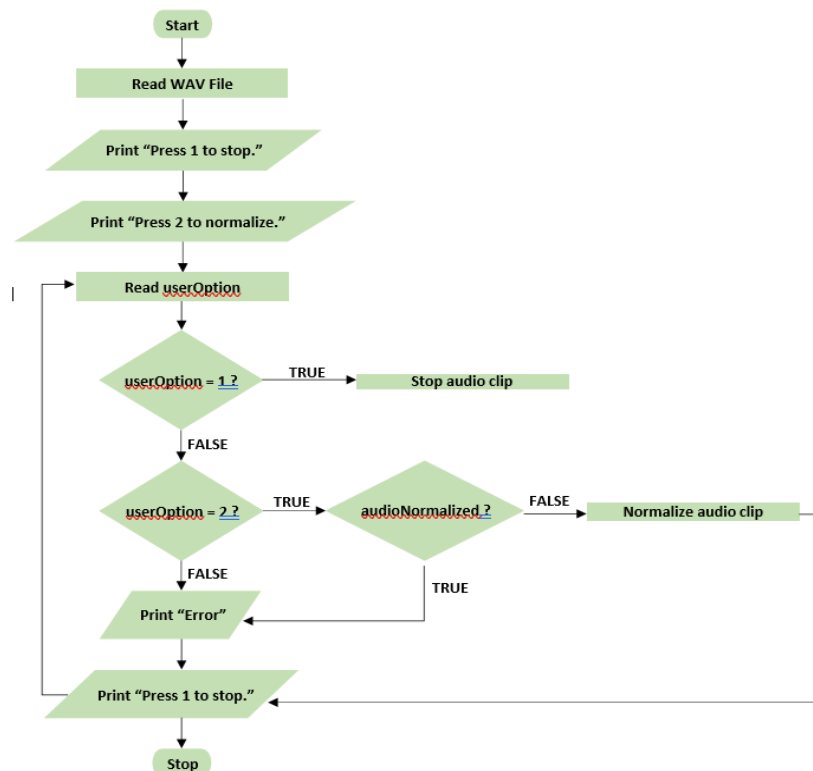 Start
Read WAV File
Print “Press 1 to stop.”
Print “Press 2 to normalize.”
Read userOption
userOption = 1 ?
TRUE
Stop audio clip
FALSE
userOption = 2 ?
TRUE
audioNormalized ?
FALSE
Normalize audio clip
FALSE
TRUE
Print “Error”
Print “Press 1 to stop.”
Stop